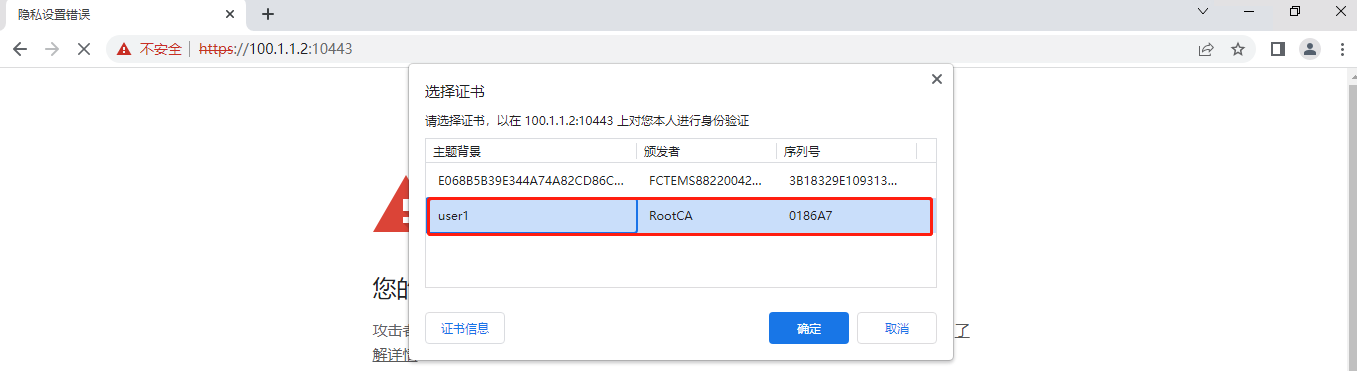 隐私设置错误
不安全 https://100.1.1.2:10443
选择证书
请选择证书，以在 100.1.1.2:10443 上对您本人进行身份验证
主题背景 颁发者 序列号
E068B5B39E344A74A82CD86C... FCTEMS88220042... 3B18329E109313...
user1 RootCA 0186A7
证书信息 确定 取消
您的
攻击者 了
解详情